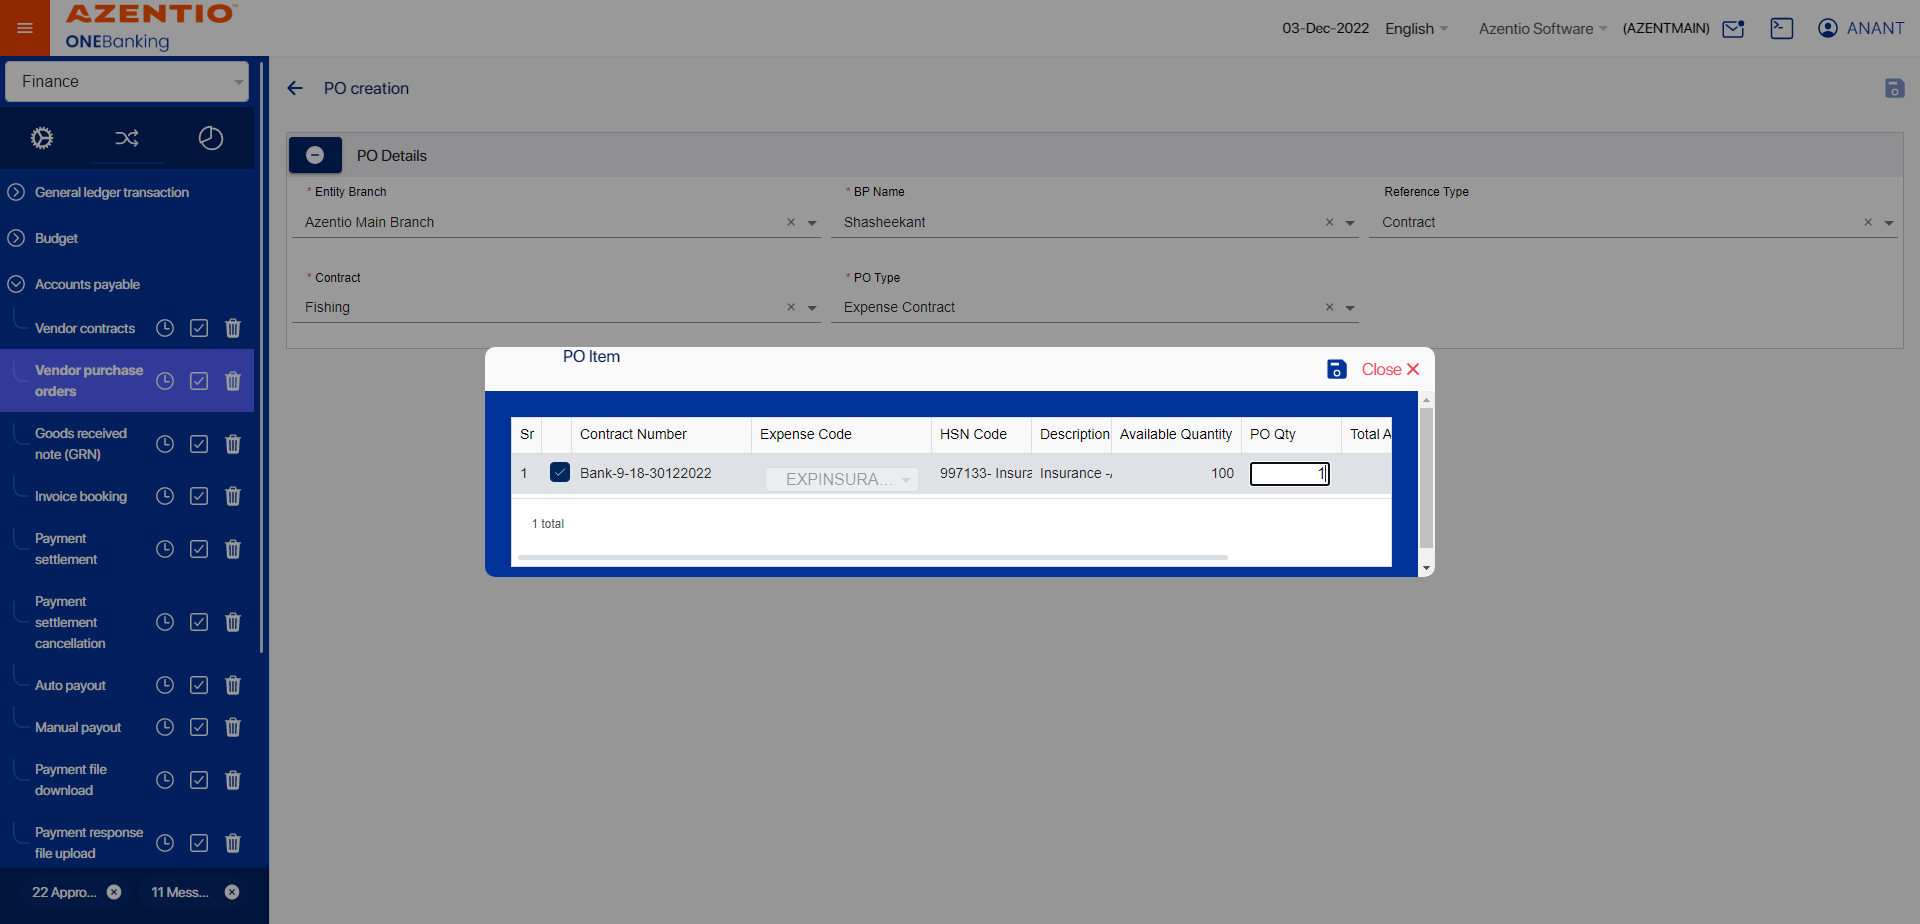 AZENTIO™
ONEBanking
03-Dec-2022 English Azentio Software (AZENTMAIN) ANANT
Finance
General ledger transaction
Budget
Accounts payable
Vendor contracts
Vendor purchase
orders
Goods received
note (GRN)
Invoice booking
Payment
settlement
Payment
settlement
cancellation
Auto payout
Manual payout
Payment file
download
Payment response
file upload
22 Appro... 11 Mess...
PO creation
PO Details
* Entity Branch * BP Name Reference Type
Azentio Main Branch × Shasheekant × Contract ×
* Contract * PO Type
Fishing × Expense Contract ×
PO Item
Close ×
Sr Contract Number Expense Code HSN Code Description Available Quantity PO Qty Total A
1 Bank-9-18-30122022 EXPINSURA... 997133- Insura Insurance -A 100 1
1 total